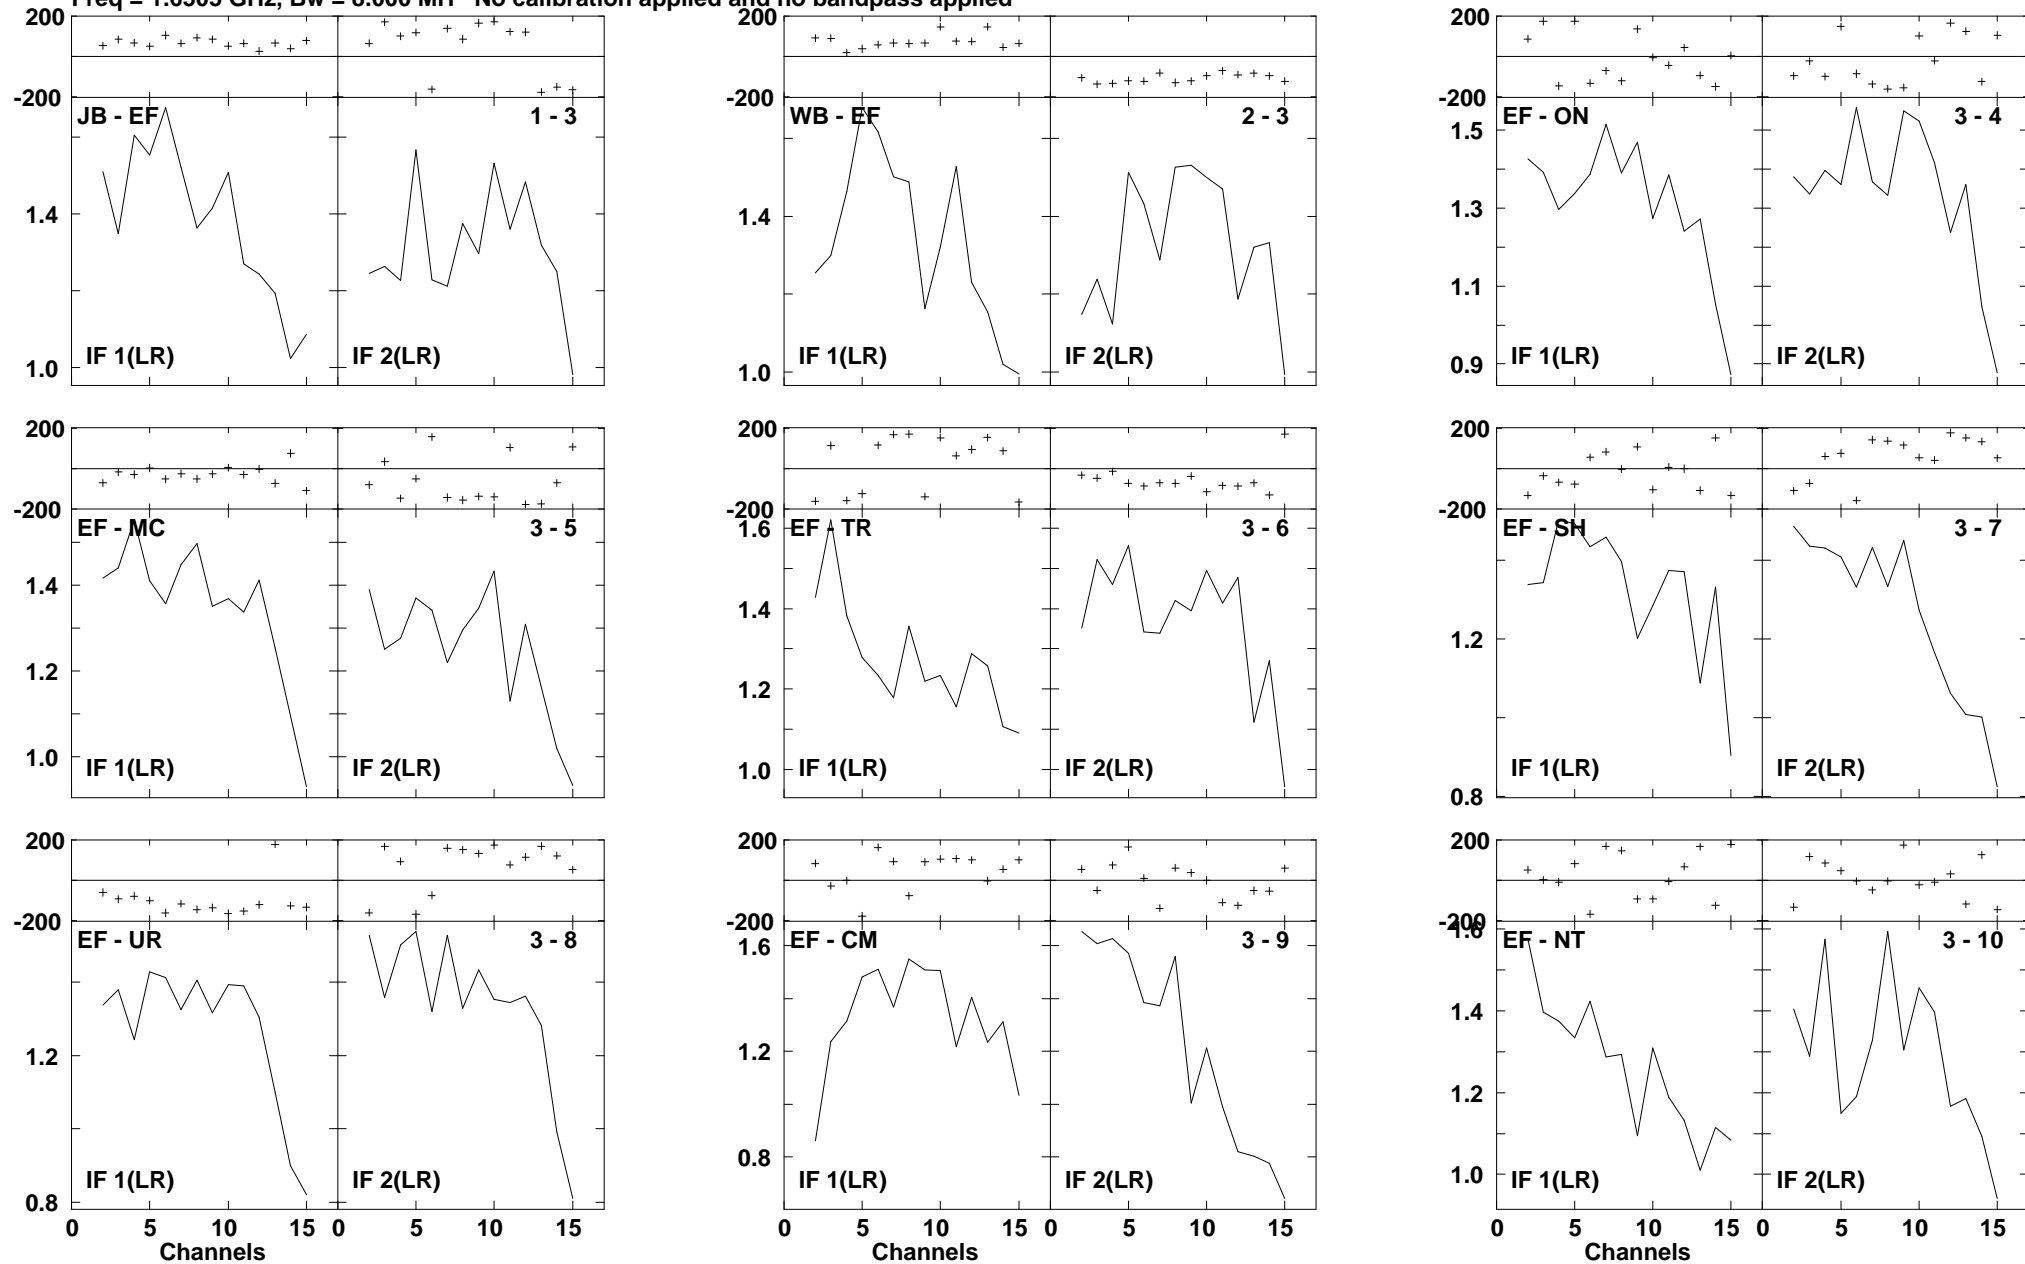 Freq = 1.6505 GHz, Bw = 8.000 MH No calibration applied and no bandpass applied
200
-200
JB - EF
1 - 3
1.4
1.0
IF 1(LR)
IF 2(LR)
WB - EF
2 - 3
1.4
1.0
IF 1(LR)
IF 2(LR)
200
-200
EF - ON
3 - 4
1.5
1.3
1.1
0.9
IF 1(LR)
IF 2(LR)
200
-200
EF - MC
3 - 5
1.4
1.2
1.0
IF 1(LR)
IF 2(LR)
200
-200
EF - TR
3 - 6
1.6
1.4
1.2
1.0
IF 1(LR)
IF 2(LR)
200
-200
EF - SH
3 - 7
1.2
0.8
IF 1(LR)
IF 2(LR)
200
-200
EF - UR
3 - 8
1.2
0.8
IF 1(LR)
IF 2(LR)
0 5 10 15 0 5 10 15
Channels
200
-200
EF - CM
3 - 9
1.6
1.2
0.8
IF 1(LR)
IF 2(LR)
0 5 10 15 0 5 10 15
Channels
200
-200
EF - NT
3 - 10
1.6
1.4
1.2
1.0
IF 1(LR)
IF 2(LR)
0 5 10 15 0 5 10 15
Channels